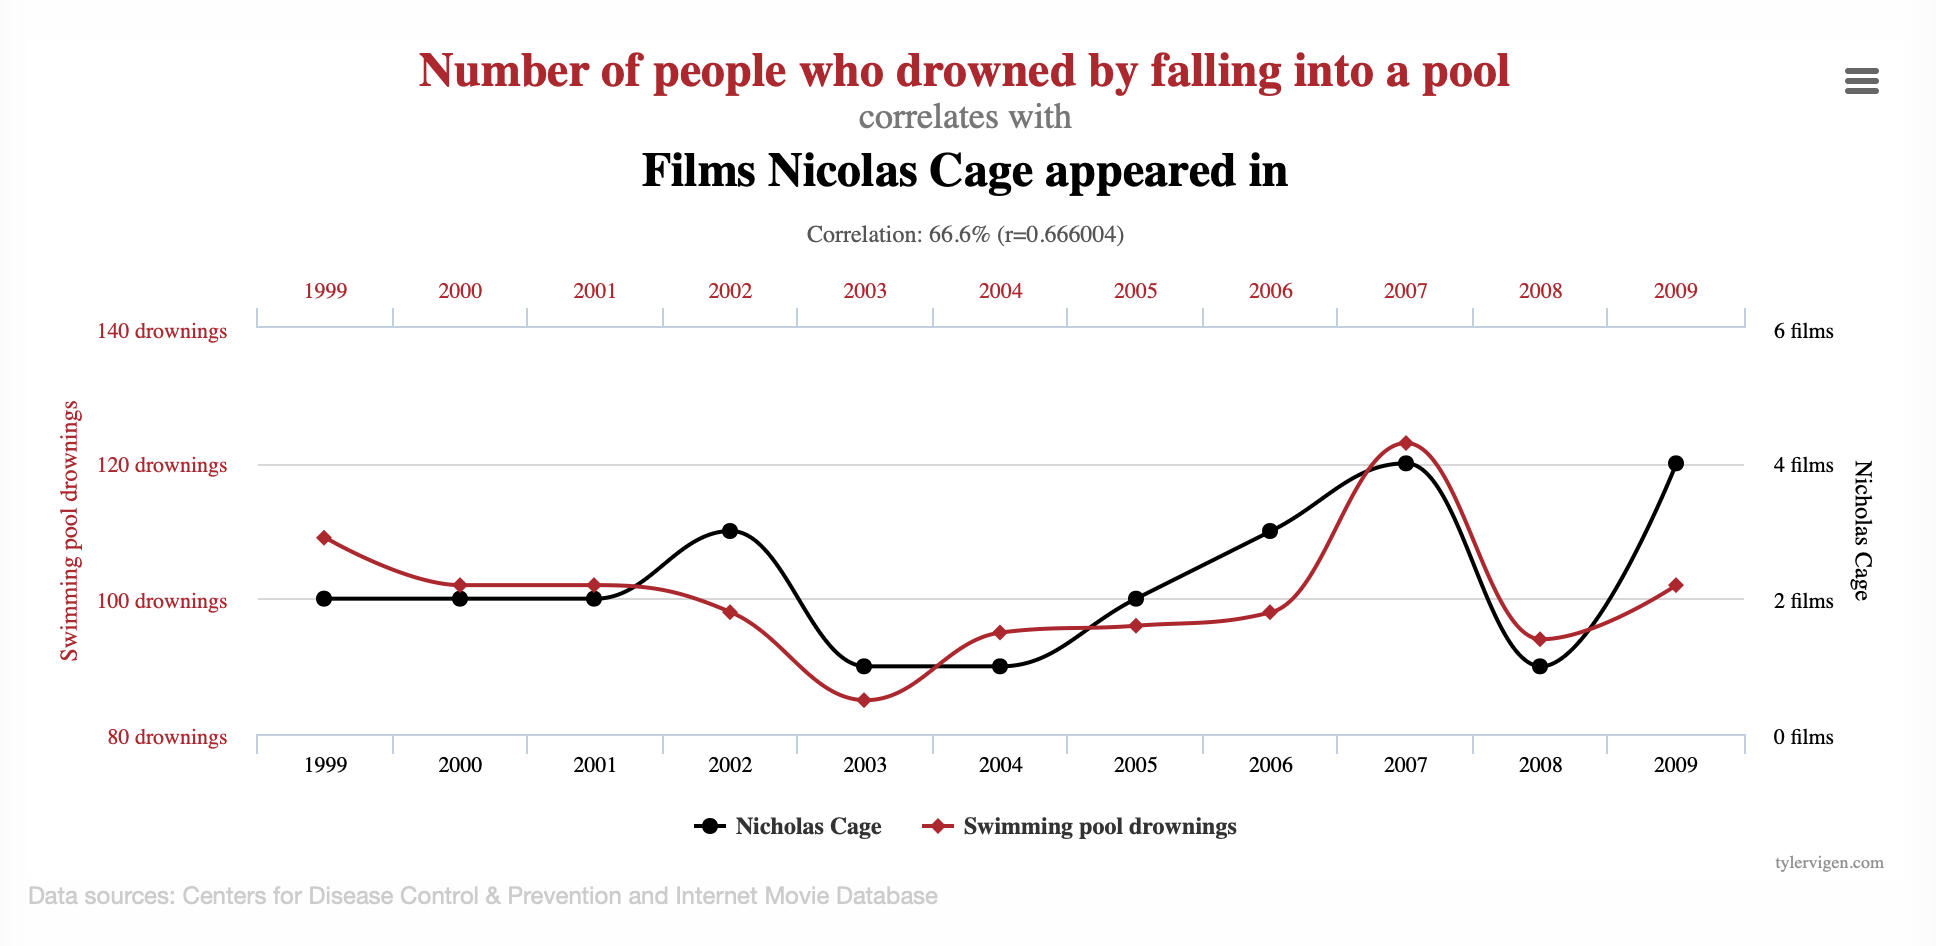 Number of people who drowned by falling into a pool
correlates with
Films Nicolas Cage appeared in
Correlation: 66.6% (r=0.666004)
1999 2000 2001 2002 2003 2004 2005 2006 2007 2008 2009
140 drownings 6 films
120 drownings 4 films
100 drownings 2 films
80 drownings 0 films
Swimming pool drownings
Nicholas Cage
1999 2000 2001 2002 2003 2004 2005 2006 2007 2008 2009
Nicholas Cage Swimming pool drownings
tylervigen.com
Data sources: Centers for Disease Control & Prevention and Internet Movie Database